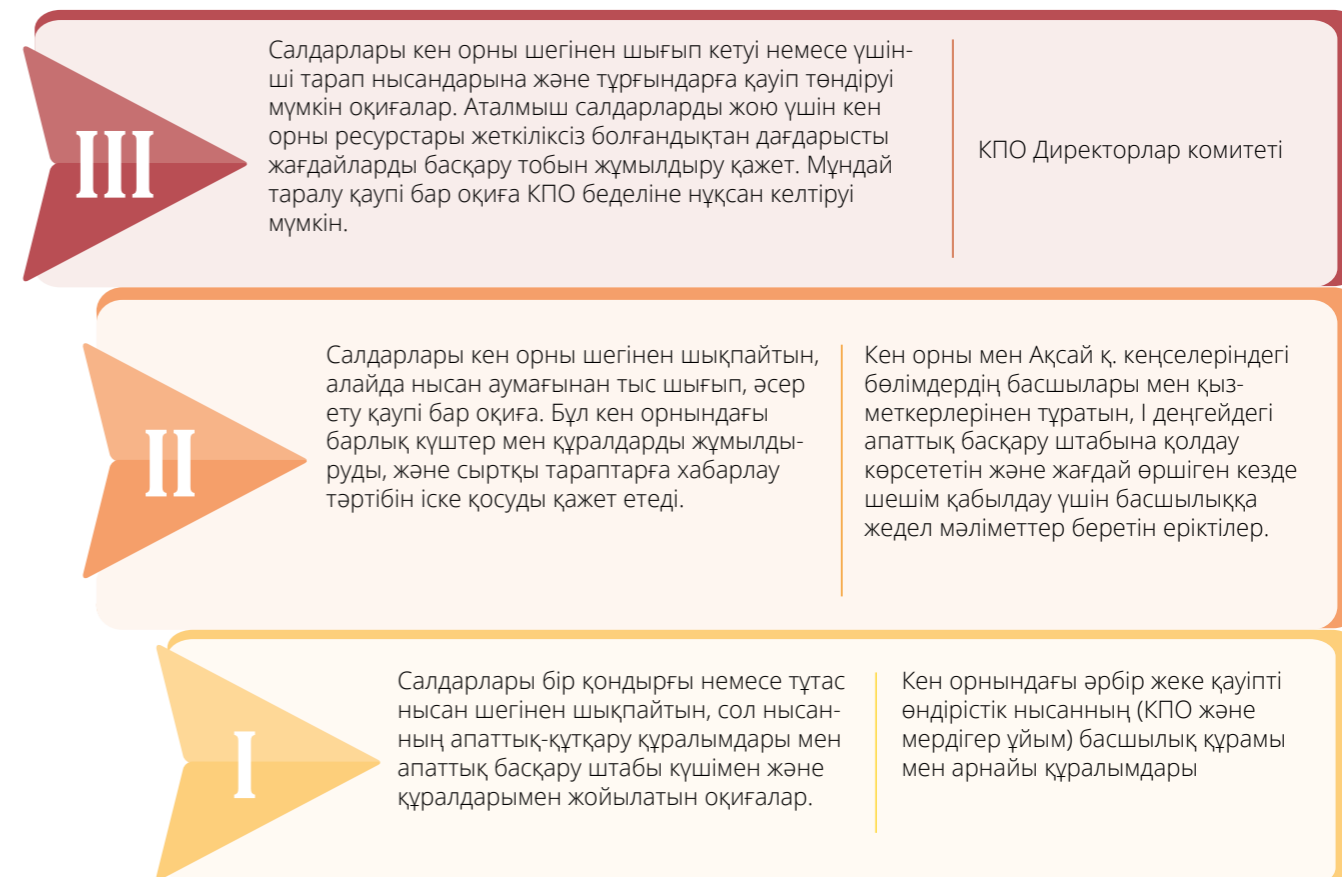 III
Салдарлары кен орны шегінен шығып кетуі немесе үшін-
ші тарап нысандарына және тұрғындарға қауіп төндіруі
мүмкін оқиғалар. Аталмыш салдарларды жою үшін кен
орны ресурстары жеткіліксіз болғандықтан дағдарысты
жағдайларды басқару тобын жұмылдыру қажет. Мұндай
таралу қаупі бар оқиға КПО беделіне нұқсан келтіруі
мүмкін.
КПО Директорлар комитеті
II
Салдарлары кен орны шегінен шықпайтын,
алайда нысан аумағынан тыс шығып, әсер
ету қаупі бар оқиға. Бұл кен орнындағы
барлық күштер мен құралдарды жұмылды-
руды, және сыртқы тараптарға хабарлау
тәртібін іске қосуды қажет етеді.
Кен орны мен Ақсай қ. кеңселеріндегі
бөлімдердің басшылары мен қыз-
меткерлерінен тұратын, I деңгейдегі
апаттық басқару штабына қолдау
көрсететін және жағдай өршіген кезде
шешім қабылдау үшін басшылыққа
жедел мәліметтер беретін еріктілер.
I
Салдарлары бір қондырғы немесе тұтас
нысан шегінен шықпайтын, сол нысан-
ның апаттық-құтқару құралымдары мен
апаттық басқару штабы күшімен және
құралдарымен жойылатын оқиғалар.
Кен орнындағы әрбір жеке қауіпті
өндірістік нысанның (КПО және
мердігер ұйым) басшылық құрамы
мен арнайы құралымдары